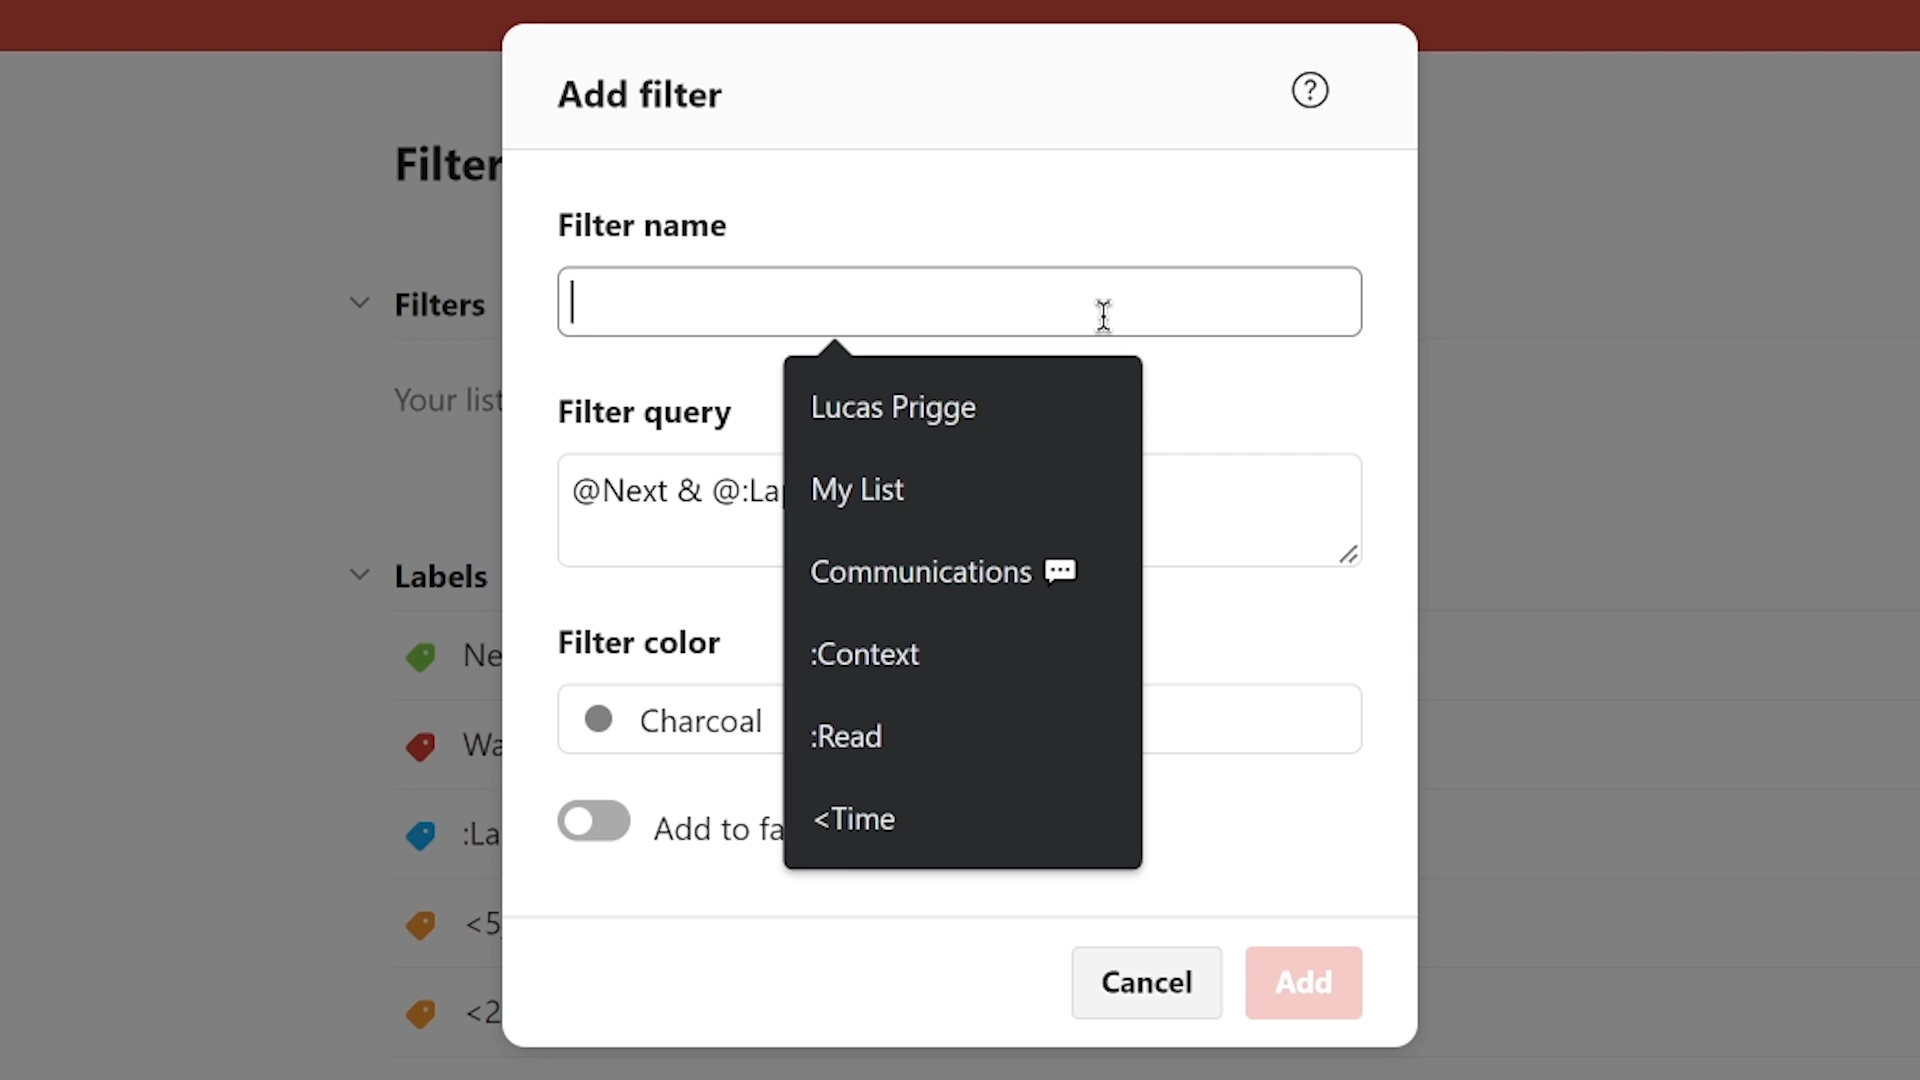 Add filter
?
Filter
Filter name
Filters
Your list
Filter query
@Next & @:La
Lucas Prigge
My List
Communications
:Context
:Read
<Time
Labels
Ne
Wa
:La
<5
<2
Filter color
Charcoal
Add to fa
Cancel
Add